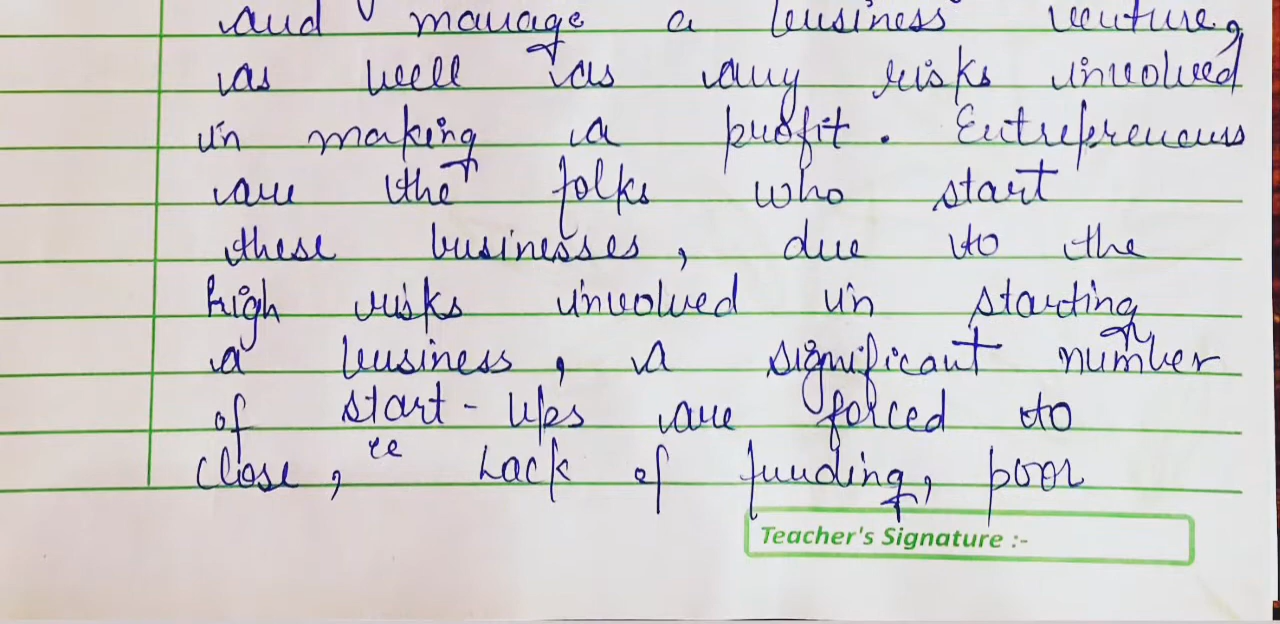 and manage a business venture,
as well as any risks involved
in making a profit. Entrepreneurs
are the folks who start
these businesses, due to the
high risks involved in starting
a business, a significant number
of start-ups are forced to
close, "" Lack of funding, poor
Teacher's Signature :-